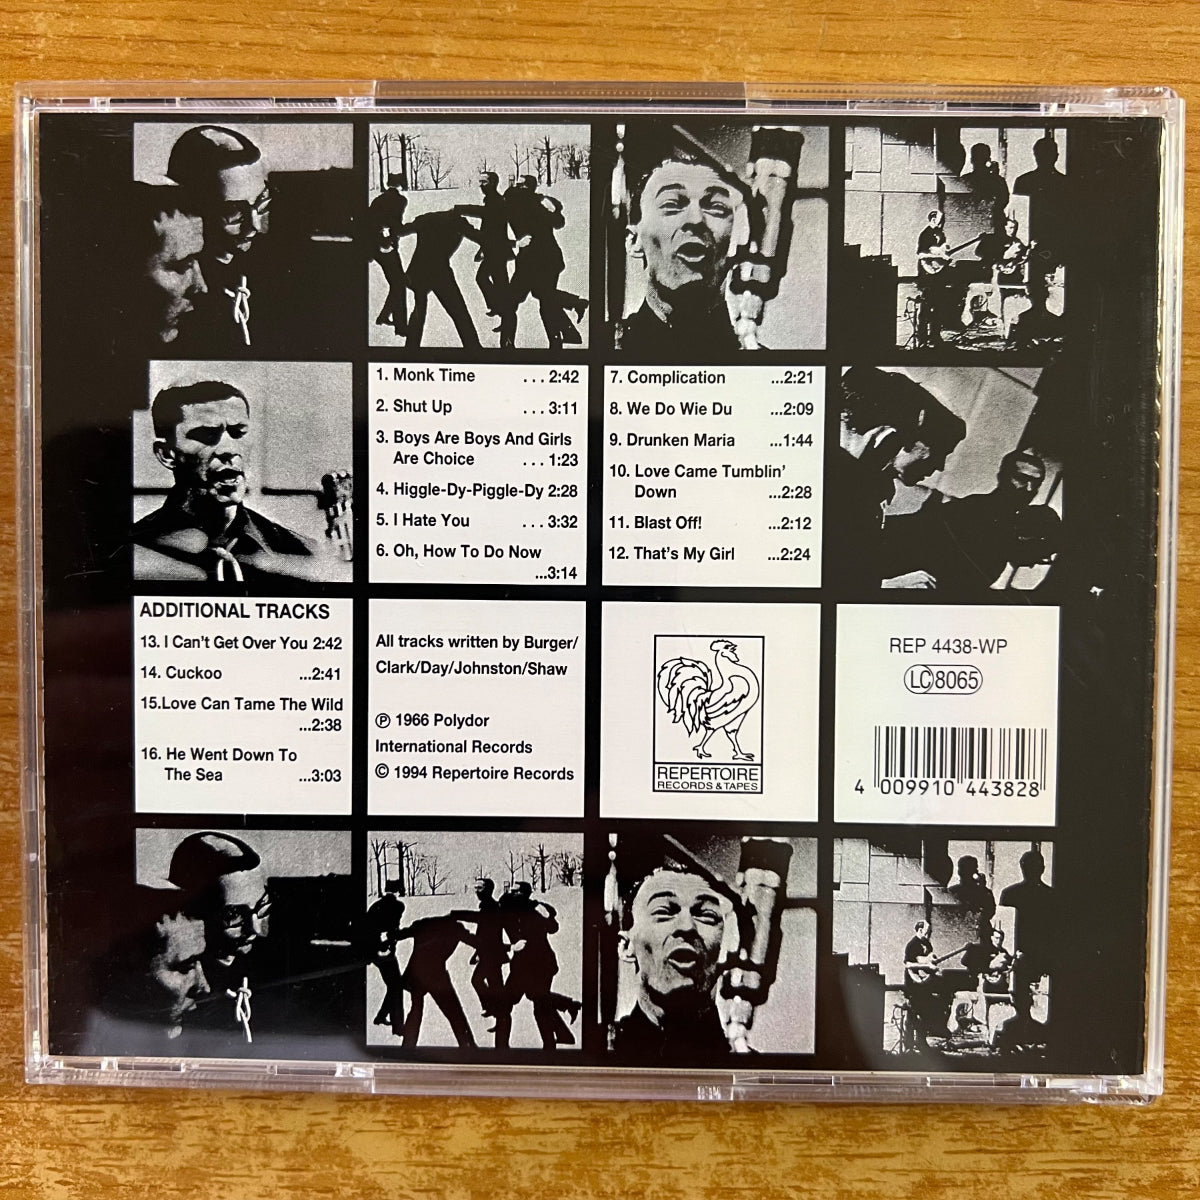 1. Monk Time ...2:42
2. Shut Up ...3:11
3. Boys Are Boys And Girls
Are Choice ...1:23
4. Higgle-Dy-Piggle-Dy 2:28
5. I Hate You ...3:32
6. Oh, How To Do Now
...3:14
7. Complication ...2:21
8. We Do Wie Du ...2:09
9. Drunken Maria ...1:44
10. Love Came Tumblin'
Down ...2:28
11. Blast Off! ...2:12
12. That's My Girl ...2:24
ADDITIONAL TRACKS
13. I Can't Get Over You 2:42
14. Cuckoo ...2:41
15.Love Can Tame The Wild
...2:38
16. He Went Down To
The Sea ...3:03
All tracks written by Burger/
Clark/Day/Johnston/Shaw
℗ 1966 Polydor
International Records
© 1994 Repertoire Records
REPERTOIRE
RECORDS & TAPES
REP 4438-WP
LC 8065
4 009910 443828